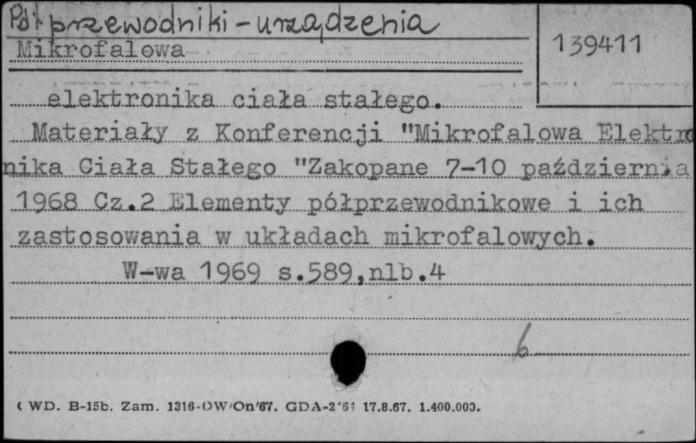 Półprzewodniki - urządzenia
Mikrofalowa
139411
elektronika ciała stałego.
Materiały z Konferencji "Mikrofalowa Elektro
nika Ciała Stałego "Zakopane 7-10 październia
1968 Cz.2 Elementy półprzewodnikowe i ich
zastosowania w układach mikrofalowych.
W-wa 1969 s.589,nlb.4
6
WD. B-15b. Zam. 1316-OW/On/67. GDA-2 61 17.8.67. 1.400.000.